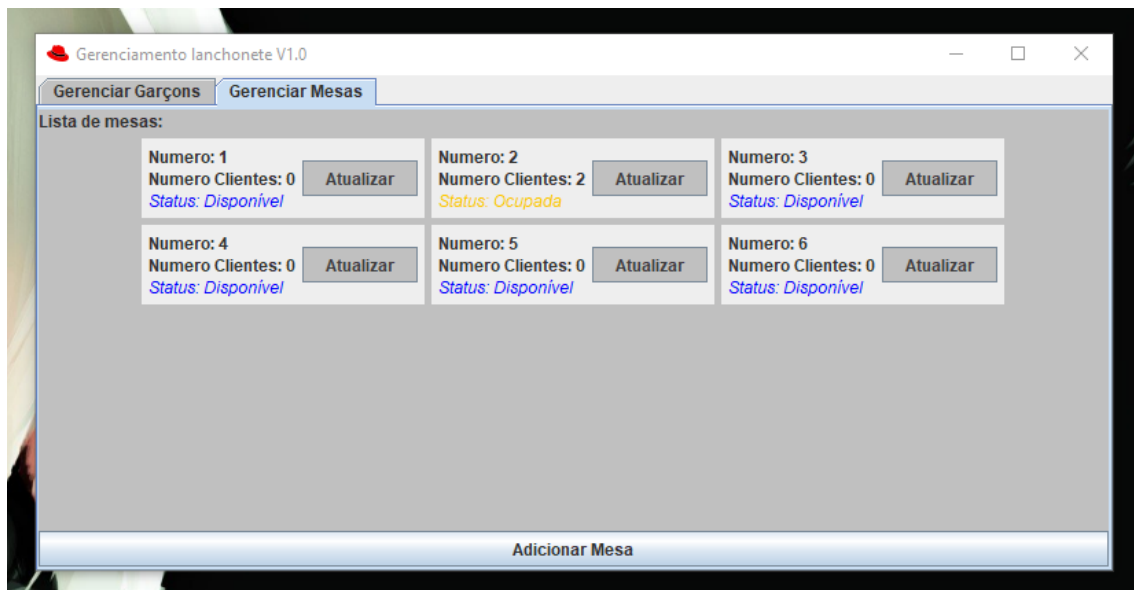 Gerenciamento lanchonete V1.0
Gerenciar Garçons
Gerenciar Mesas
Lista de mesas:
Numero: 1
Numero Clientes: 0
Status: Disponível
Atualizar
Numero: 2
Numero Clientes: 2
Status: Ocupada
Atualizar
Numero: 3
Numero Clientes: 0
Status: Disponível
Atualizar
Numero: 4
Numero Clientes: 0
Status: Disponível
Atualizar
Numero: 5
Numero Clientes: 0
Status: Disponível
Atualizar
Numero: 6
Numero Clientes: 0
Status: Disponível
Atualizar
Adicionar Mesa